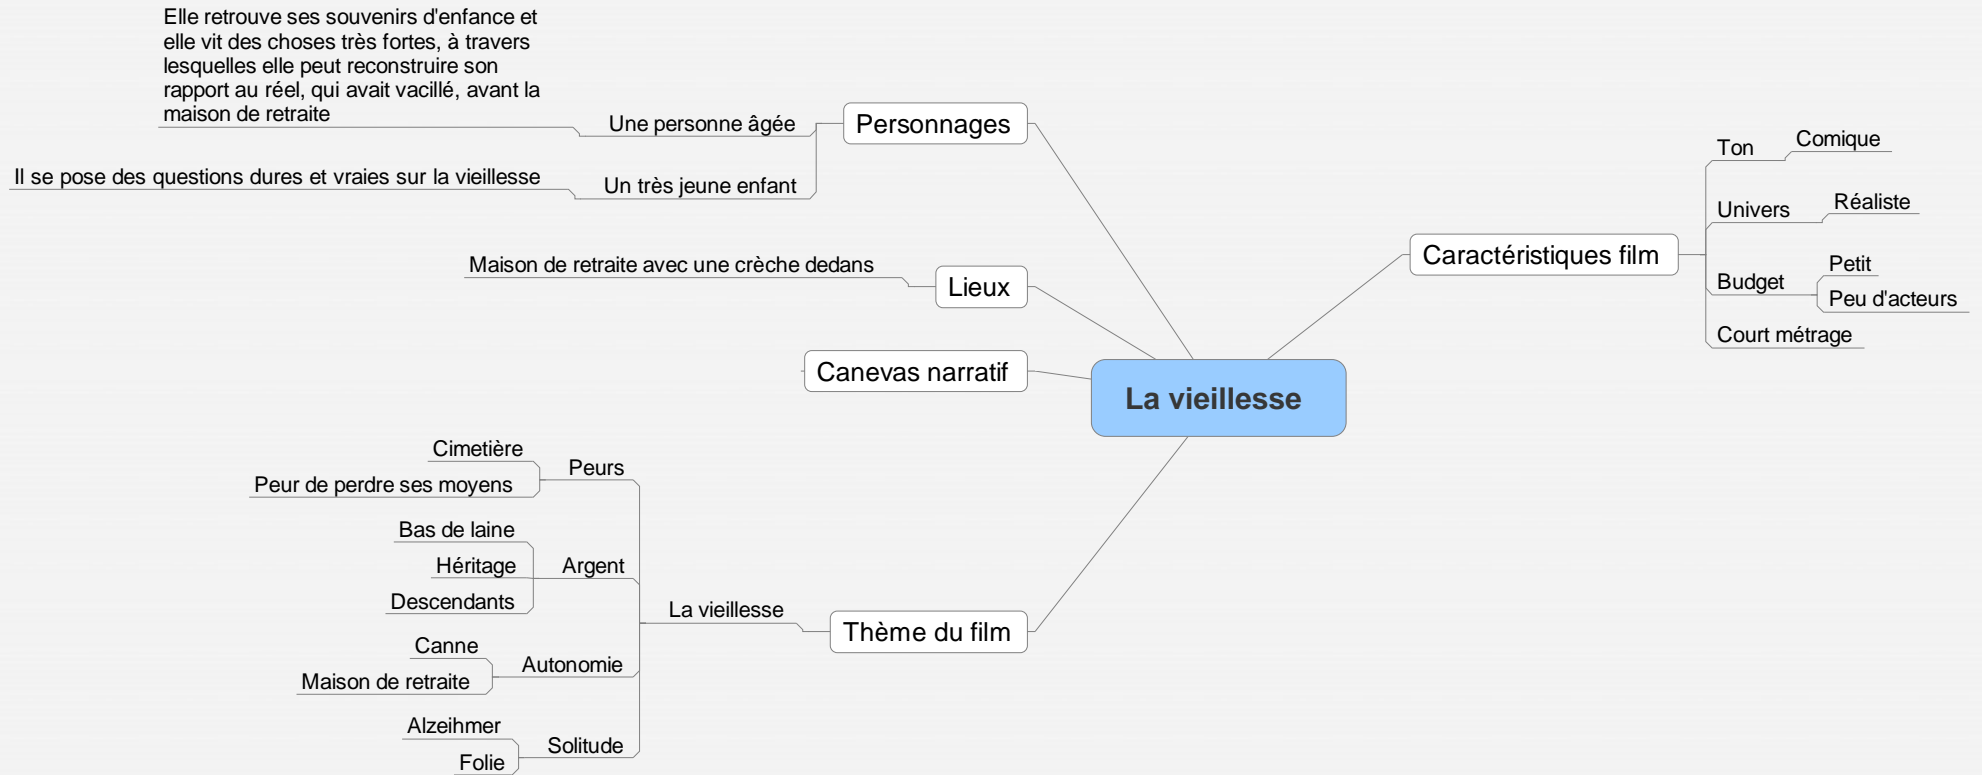 Elle retrouve ses souvenirs d'enfance et
elle vit des choses très fortes, à travers
lesquelles elle peut reconstruire son
rapport au réel, qui avait vacillé, avant la
maison de retraite
Une personne âgée
Personnages
Il se pose des questions dures et vraies sur la vieillesse
Un très jeune enfant
Maison de retraite avec une crèche dedans
Lieux
Canevas narratif
La vieillesse
Cimetière
Peur de perdre ses moyens
Peurs
Bas de laine
Héritage
Descendants
Argent
La vieillesse
Thème du film
Canne
Maison de retraite
Autonomie
Alzeihmer
Folie
Solitude
Caractéristiques film
Ton
Comique
Univers
Réaliste
Budget
Petit
Peu d'acteurs
Court métrage